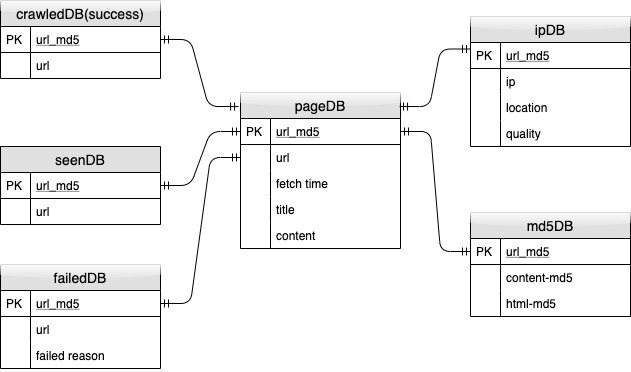 crawledDB(success)
PK url_md5
url
seenDB
PK url_md5
url
failedDB
PK url_md5
url
failed reason
pageDB
PK url_md5
url
fetch time
title
content
ipDB
PK url_md5
ip
location
quality
md5DB
PK url_md5
content-md5
html-md5